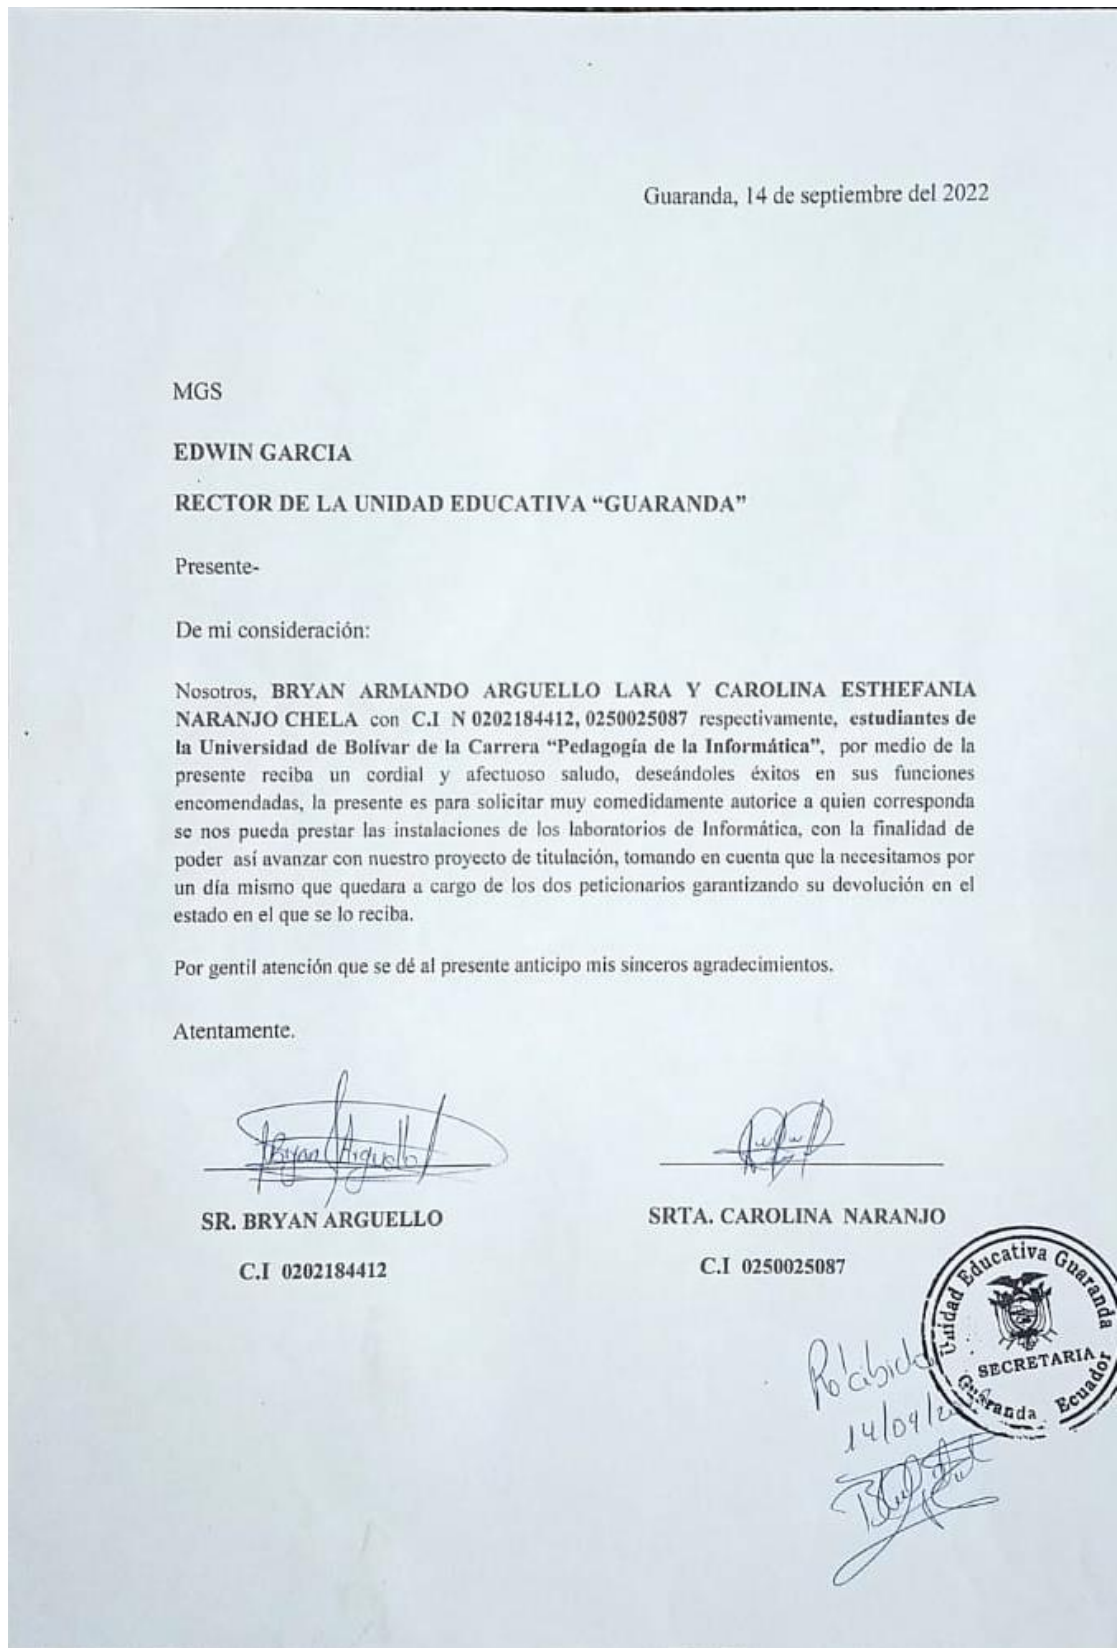 Guaranda, 14 de septiembre del 2022
MGS
EDWIN GARCIA
RECTOR DE LA UNIDAD EDUCATIVA “GUARANDA”
Presente-
De mi consideración:
Nosotros, BRYAN ARMANDO ARGUELLO LARA Y CAROLINA ESTHEFANIA
NARANJO CHELA con C.I N 0202184412, 0250025087 respectivamente, estudiantes de
la Universidad de Bolívar de la Carrera “Pedagogía de la Informática”, por medio de la
presente reciba un cordial y afectuoso saludo, deseándoles éxitos en sus funciones
encomendadas, la presente es para solicitar muy comedidamente autorice a quien corresponda
se nos pueda prestar las instalaciones de los laboratorios de Informática, con la finalidad de
poder así avanzar con nuestro proyecto de titulación, tomando en cuenta que la necesitamos por
un día mismo que quedara a cargo de los dos peticionarios garantizando su devolución en el
estado en el que se lo reciba.
Por gentil atención que se dé al presente anticipo mis sinceros agradecimientos.
Atentamente.
Bryan Arguello
SR. BRYAN ARGUELLO
C.I 0202184412
SRTA. CAROLINA NARANJO
C.I 0250025087
Unidad Educativa Guaranda
SECRETARIA
Guaranda Ecuador
Recibido
14/09/